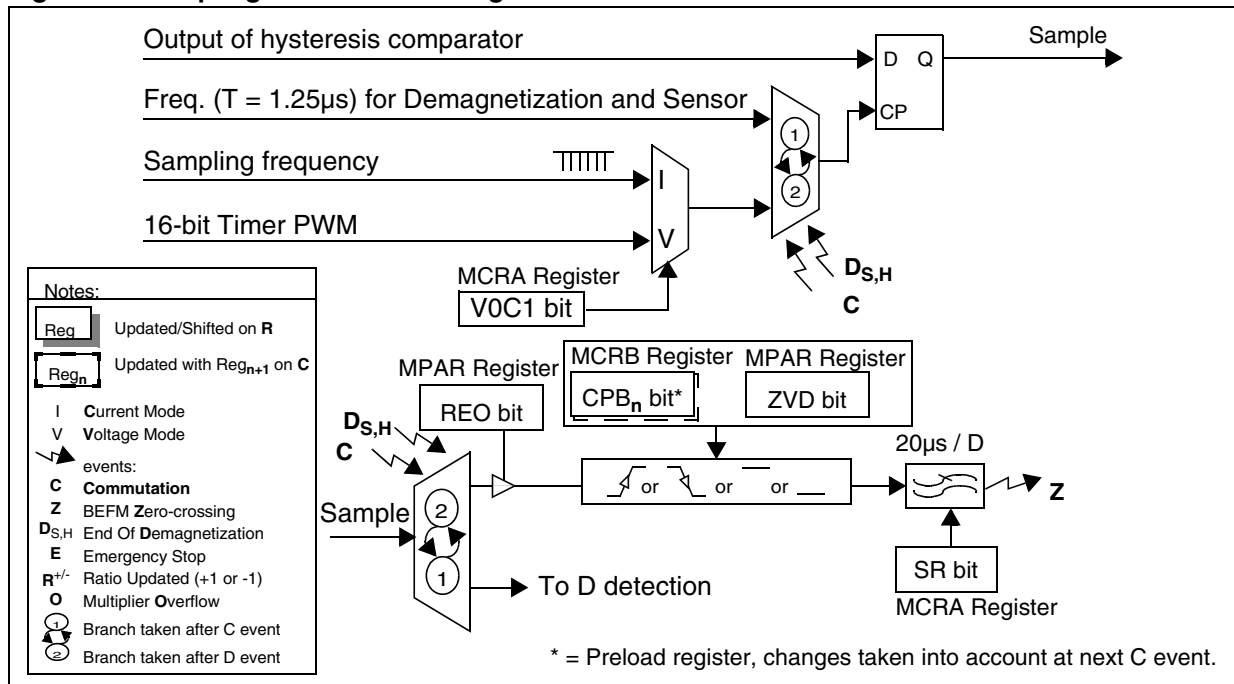 Output of hysteresis comparator
Sample
D Q
Freq. (T = 1.25µs) for Demagnetization and Sensor
CP
1
Sampling frequency
I
2
16-bit Timer PWM
V
DS,H
C
MCRA Register
V0C1 bit
Notes:
Reg
Updated/Shifted on R
Regn
Updated with Regn+1 on C
I Current Mode
V Voltage Mode
events:
C Commutation
Z BEFM Zero-crossing
DS,H End Of Demagnetization
E Emergency Stop
R+/- Ratio Updated (+1 or -1)
O Multiplier Overflow
1 Branch taken after C event
2 Branch taken after D event
MPAR Register
REO bit
MCRB Register
CPBn bit*
MPAR Register
ZVD bit
DS,H
C
or or or
20µs / D
Z
Sample
2
1
To D detection
SR bit
MCRA Register
* = Preload register, changes taken into account at next C event.